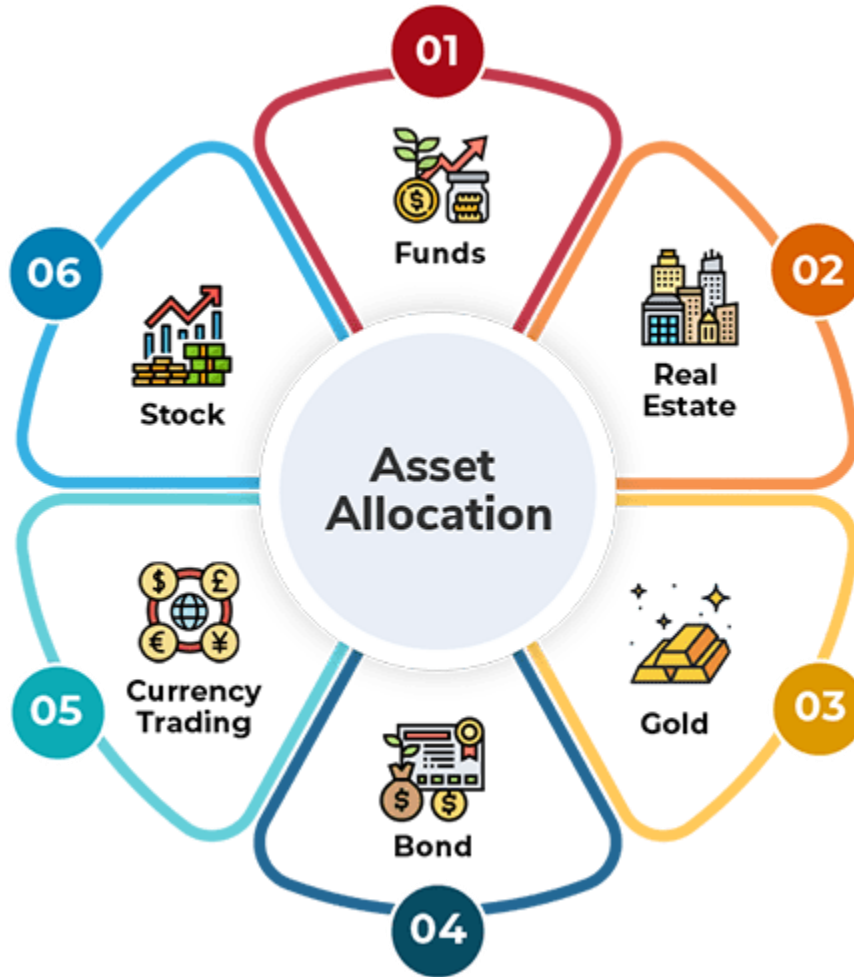 01
Funds
02
Real
Estate
03
Gold
04
Bond
05
Currency
Trading
06
Stock
Asset
Allocation
$
$
£
€
¥
$
$